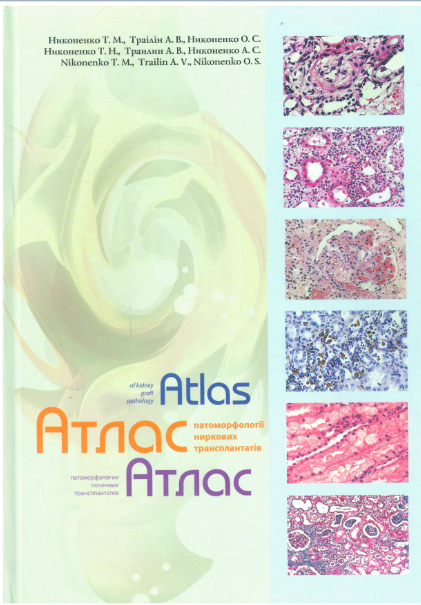 Никоненко Т. М., Траілін А. В., Никоненко О. С.
Никоненко Т. Н., Траилин А. В., Никоненко А. С.
Nikonenko T. M., Trailin A. V., Nikonenko O. S.
of kidney
graft
pathology
Atlas
Атлас
патоморфології
ниркових
трансплантатів
патоморфологии
почечных
трансплантатов
Атлас